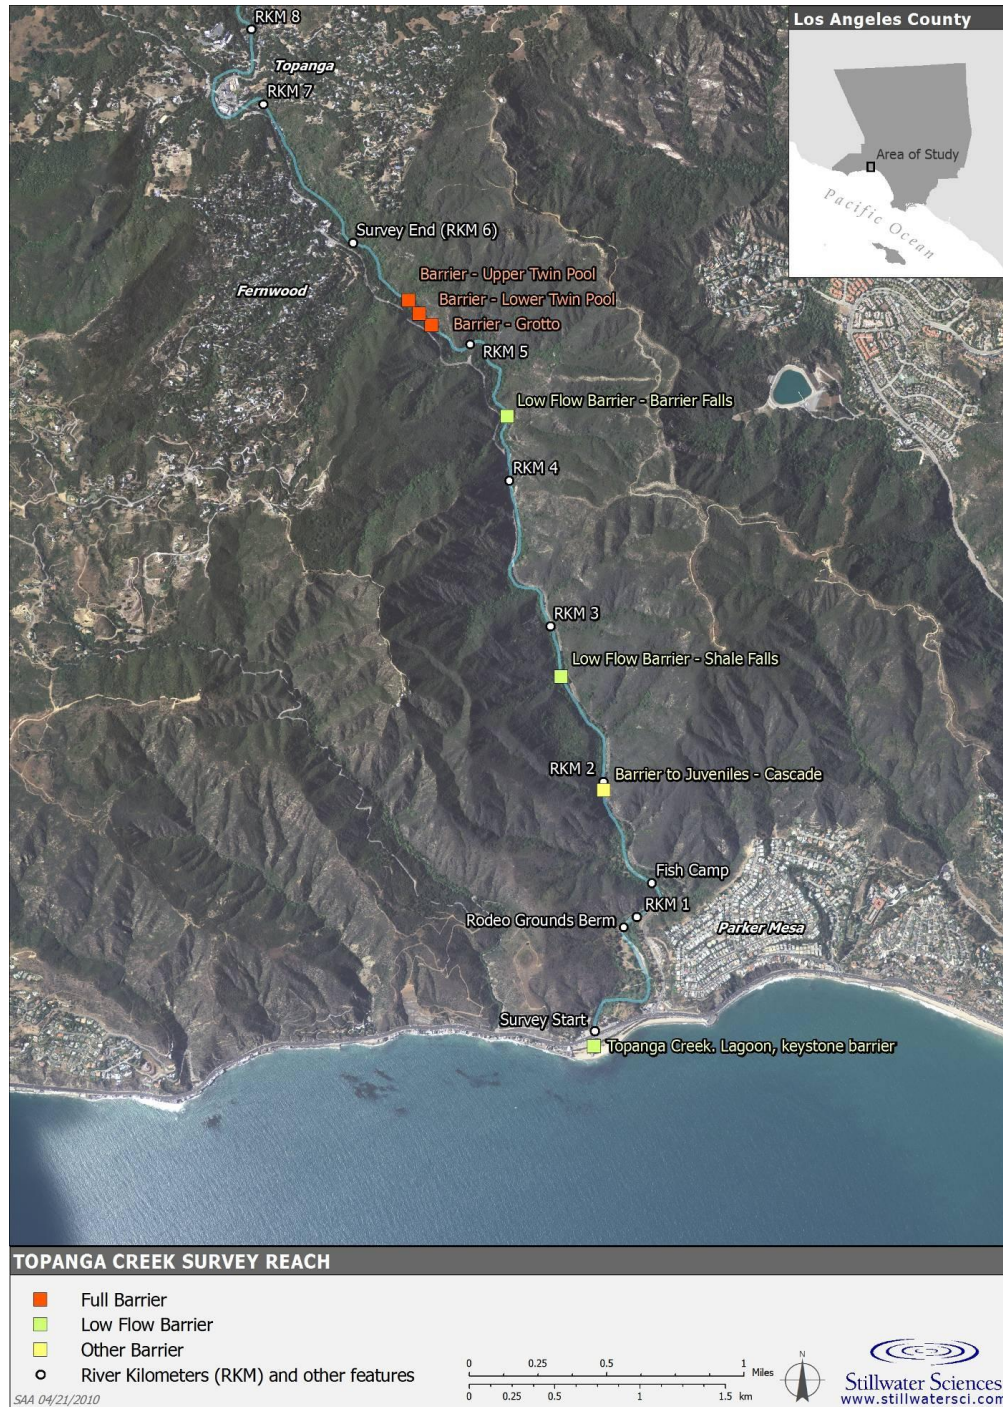 Los Angeles County
Area of Study
Pacific Ocean
RKM 8
Topanga
RKM 7
Survey End (RKM 6)
Barrier - Upper Twin Pool
Fernwood
Barrier - Lower Twin Pool
Barrier - Grotto
RKM 5
Low Flow Barrier - Barrier Falls
RKM 4
RKM 3
Low Flow Barrier - Shale Falls
RKM 2
Barrier to Juveniles - Cascade
Fish Camp
RKM 1
Rodeo Grounds Berm
Parker Mesa
Survey Start
Topanga Creek. Lagoon, keystone barrier
TOPANGA CREEK SURVEY REACH
Full Barrier
Low Flow Barrier
Other Barrier
River Kilometers (RKM) and other features
0 0.25 0.5 1 Miles
0 0.25 0.5 1 1.5 km
N
Stillwater Sciences
www.stillwatersci.com
SAA 04/21/2010